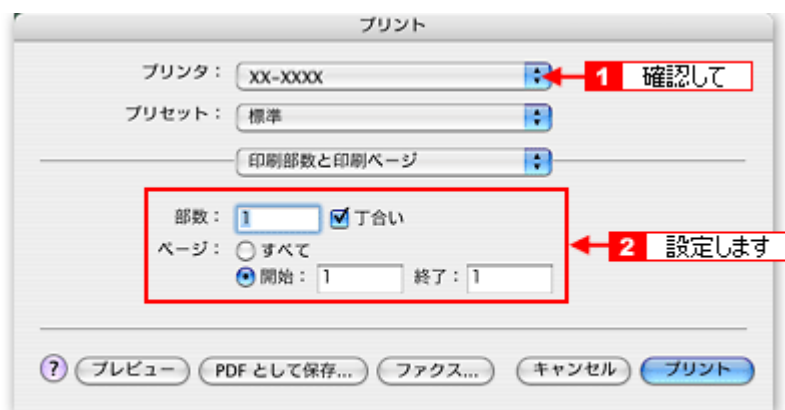 プリント
プリンタ： XX-XXXX 1 確認して
プリセット： 標準
印刷部数と印刷ページ
部数： 1 丁合い
ページ： すべて
2 設定します
開始： 1 終了： 1
? プレビュー PDF として保存... ファクス... キャンセル プリント